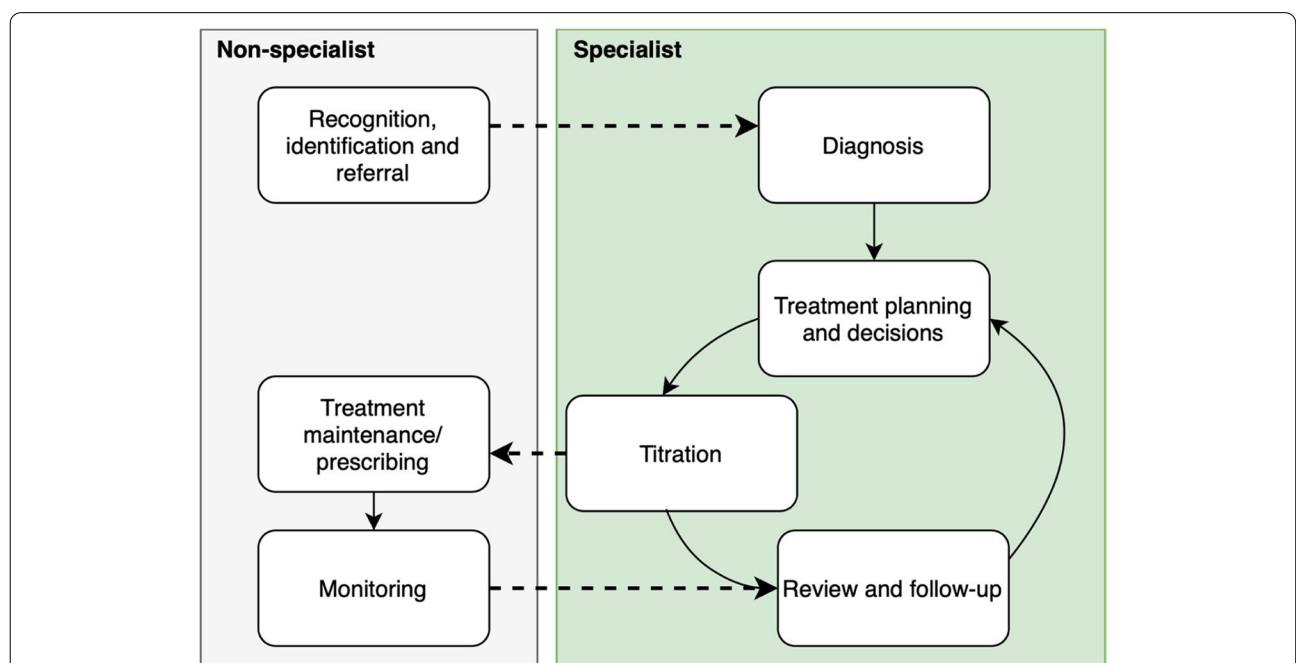 Non-specialist
Specialist
Recognition,
identification and
referral
Diagnosis
Treatment planning
and decisions
Treatment
maintenance/
prescribing
Titration
Monitoring
Review and follow-up